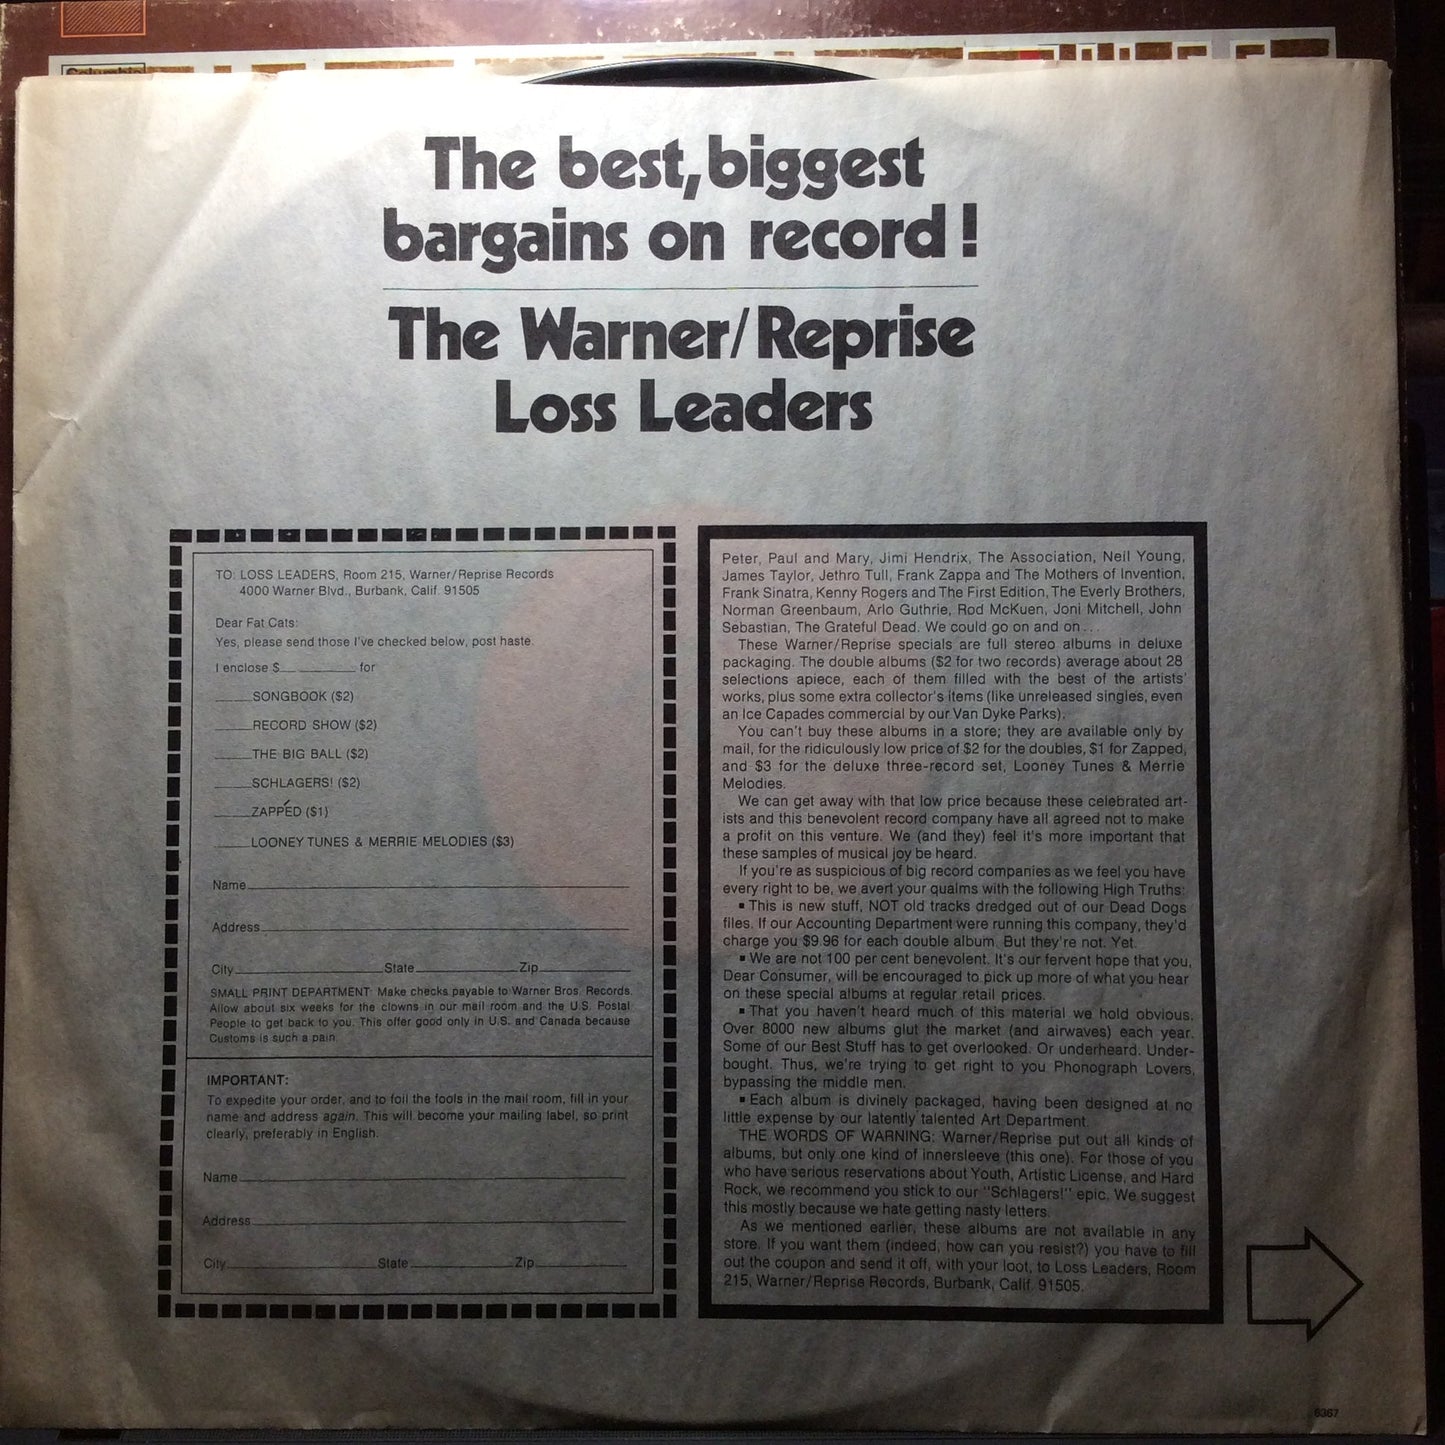 Columbia
The best, biggest
bargains on record!
The Warner/Reprise
Loss Leaders
TO: LOSS LEADERS, Room 215, Warner/Reprise Records
4000 Warner Blvd., Burbank, Calif. 91505
Dear Fat Cats:
Yes, please send those I've checked below, post haste.
I enclose $____ ____ for
____SONGBOOK ($2)
____RECORD SHOW ($2)
____THE BIG BALL ($2)
____SCHLAGERS! ($2)
____ZAPPÉD ($1)
____LOONEY TUNES & MERRIE MELODIES ($3)
Name____
Address____
City____State____Zip____
SMALL PRINT DEPARTMENT: Make checks payable to Warner Bros. Records.
Allow about six weeks for the clowns in our mail room and the U.S. Postal
People to get back to you. This offer good only in U.S. and Canada because
Customs is such a pain.
IMPORTANT:
To expedite your order, and to foil the fools in the mail room, fill in your
name and address again. This will become your mailing label, so print
clearly, preferably in English.
Name____
Address____
City____State____Zip____
Peter, Paul and Mary, Jimi Hendrix, The Association, Neil Young,
James Taylor, Jethro Tull, Frank Zappa and The Mothers of Invention,
Frank Sinatra, Kenny Rogers and The First Edition, The Everly Brothers,
Norman Greenbaum, Arlo Guthrie, Rod McKuen, Joni Mitchell, John
Sebastian, The Grateful Dead. We could go on and on...
These Warner/Reprise specials are full stereo albums in deluxe
packaging. The double albums ($2 for two records) average about 28
selections apiece, each of them filled with the best of the artists'
works, plus some extra collector's items (like unreleased singles, even
an Ice Capades commercial by our Van Dyke Parks).
You can't buy these albums in a store; they are available only by
mail, for the ridiculously low price of $2 for the doubles, $1 for Zapped,
and $3 for the deluxe three-record set, Looney Tunes & Merrie
Melodies.
We can get away with that low price because these celebrated art-
ists and this benevolent record company have all agreed not to make
a profit on this venture. We (and they) feel it's more important that
these samples of musical joy be heard.
If you're as suspicious of big record companies as we feel you have
every right to be, we avert your qualms with the following High Truths:
▪ This is new stuff, NOT old tracks dredged out of our Dead Dogs
files. If our Accounting Department were running this company, they'd
charge you $9.96 for each double album. But they're not. Yet.
▪ We are not 100 per cent benevolent. It's our fervent hope that you,
Dear Consumer, will be encouraged to pick up more of what you hear
on these special albums at regular retail prices.
▪ That you haven't heard much of this material we hold obvious.
Over 8000 new albums glut the market (and airwaves) each year.
Some of our Best Stuff has to get overlooked. Or underheard. Under-
bought. Thus, we're trying to get right to you Phonograph Lovers,
bypassing the middle men.
▪ Each album is divinely packaged, having been designed at no
little expense by our latently talented Art Department.
THE WORDS OF WARNING: Warner/Reprise put out all kinds of
albums, but only one kind of innersleeve (this one). For those of you
who have serious reservations about Youth, Artistic License, and Hard
Rock, we recommend you stick to our "Schlagers!" epic. We suggest
this mostly because we hate getting nasty letters.
As we mentioned earlier, these albums are not available in any
store. If you want them (indeed, how can you resist?) you have to fill
out the coupon and send it off, with your loot, to Loss Leaders, Room
215, Warner/Reprise Records, Burbank, Calif. 91505.
6367